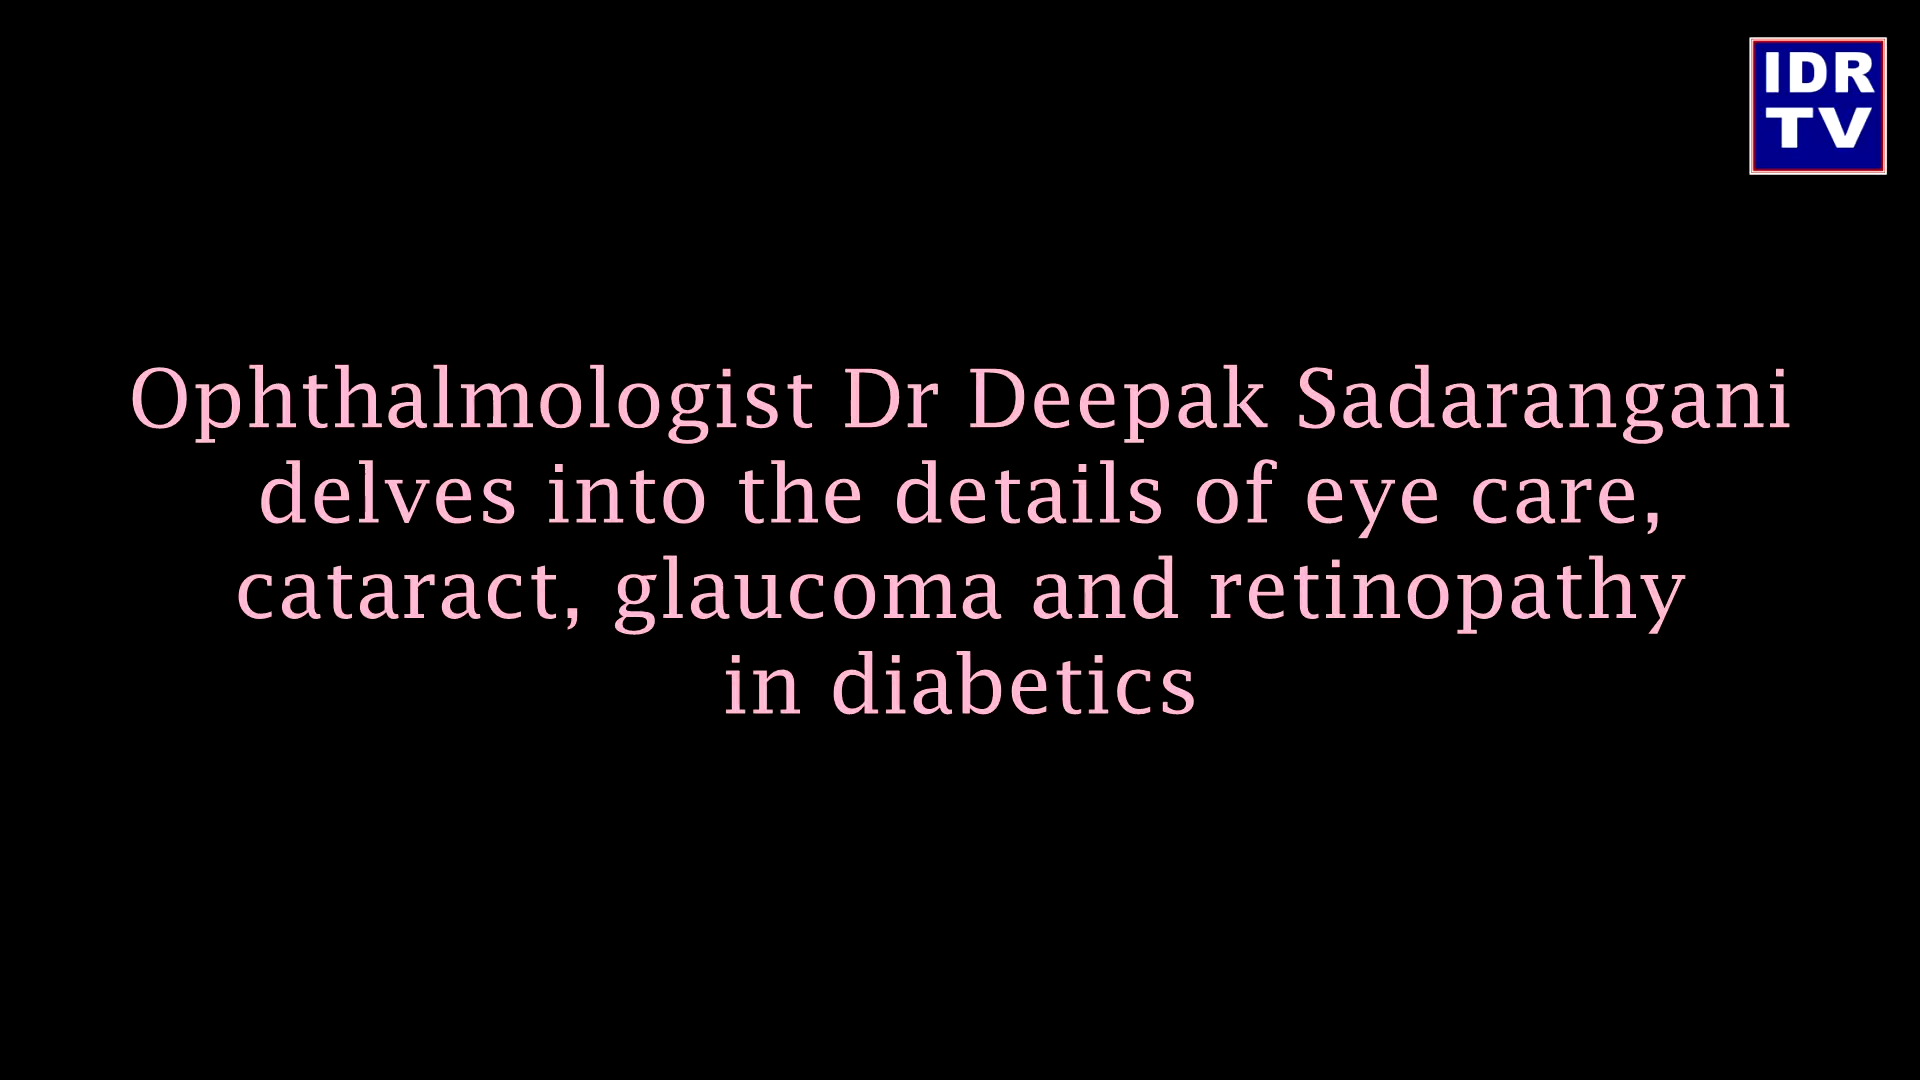 IDR
TV
Ophthalmologist Dr Deepak Sadarangani
delves into the details of eye care,
cataract, glaucoma and retinopathy
in diabetics